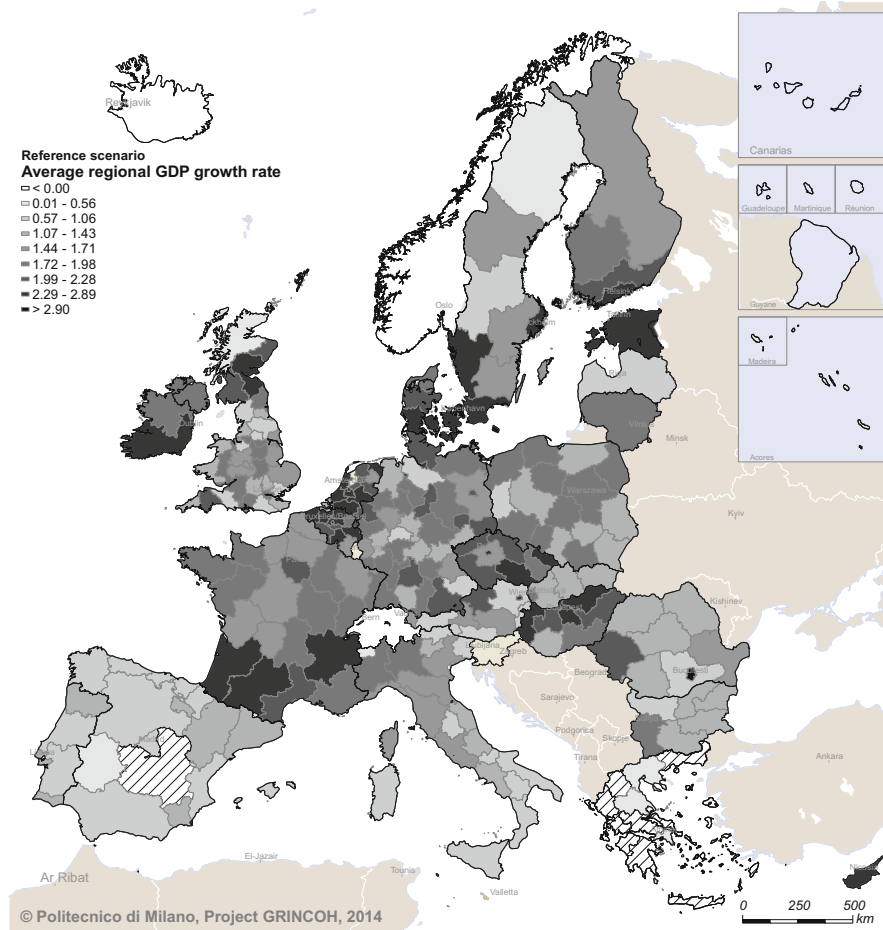 Reykjavik
Reference scenario
Average regional GDP growth rate
< 0.00
0.01 - 0.56
0.57 - 1.06
1.07 - 1.43
1.44 - 1.71
1.72 - 1.98
1.99 - 2.28
2.29 - 2.89
> 2.90
Canarias
Guadeloupe
Martinique
Réunion
Guyane
Madeira
Acores
Oslo
Helsinki
Tallinn
Riga
Vilnius
Minsk
Dublin
København
Warszawa
Kyiv
Bern
Kishinev
Ljubljana
Zagreb
Beograd
Bucuresti
Sarajevo
Podgorica
Skopje
Tirana
Madrid
Ankara
El-Jazair
Ar Ribat
Tounis
Valletta
Nicosia
© Politecnico di Milano, Project GRINCOH, 2014
0 250 500
km